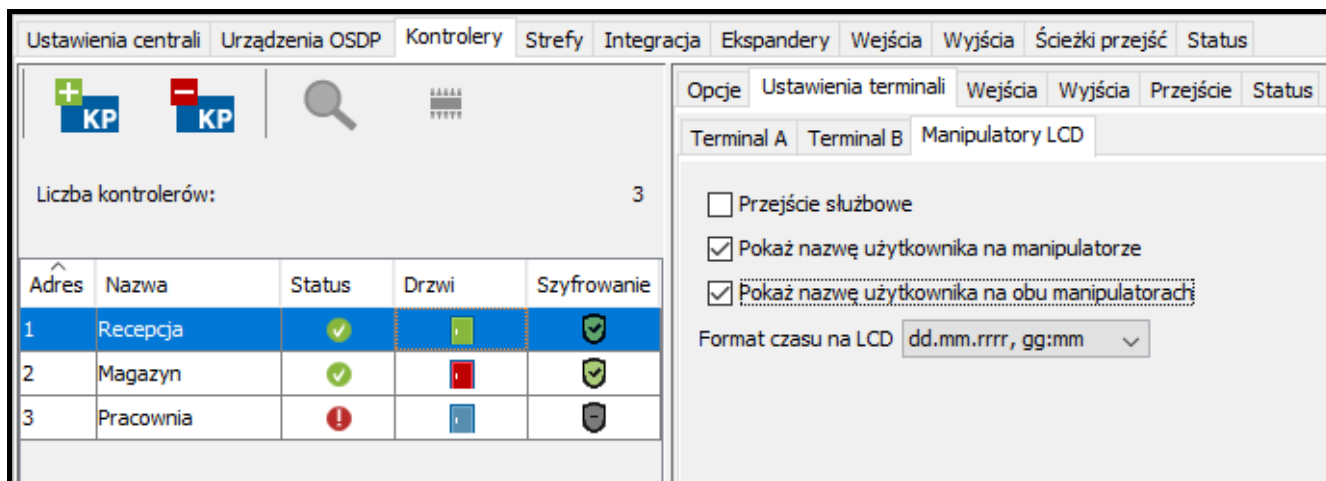 Ustawienia centrali Urządzenia OSDP Kontrolery Strefy Integracja Ekspandery Wejścia Wyjścia Ścieżki przejść Status
KP KP
Liczba kontrolerów: 3
Adres Nazwa Status Drzwi Szyfrowanie
1 Recepcja
2 Magazyn
3 Pracownia
Opcje Ustawienia terminali Wejścia Wyjścia Przejście Status
Terminal A Terminal B Manipulatory LCD
Przejście służbowe
Pokaż nazwę użytkownika na manipulatorze
Pokaż nazwę użytkownika na obu manipulatorach
Format czasu na LCD dd.mm.rrrr, gg:mm